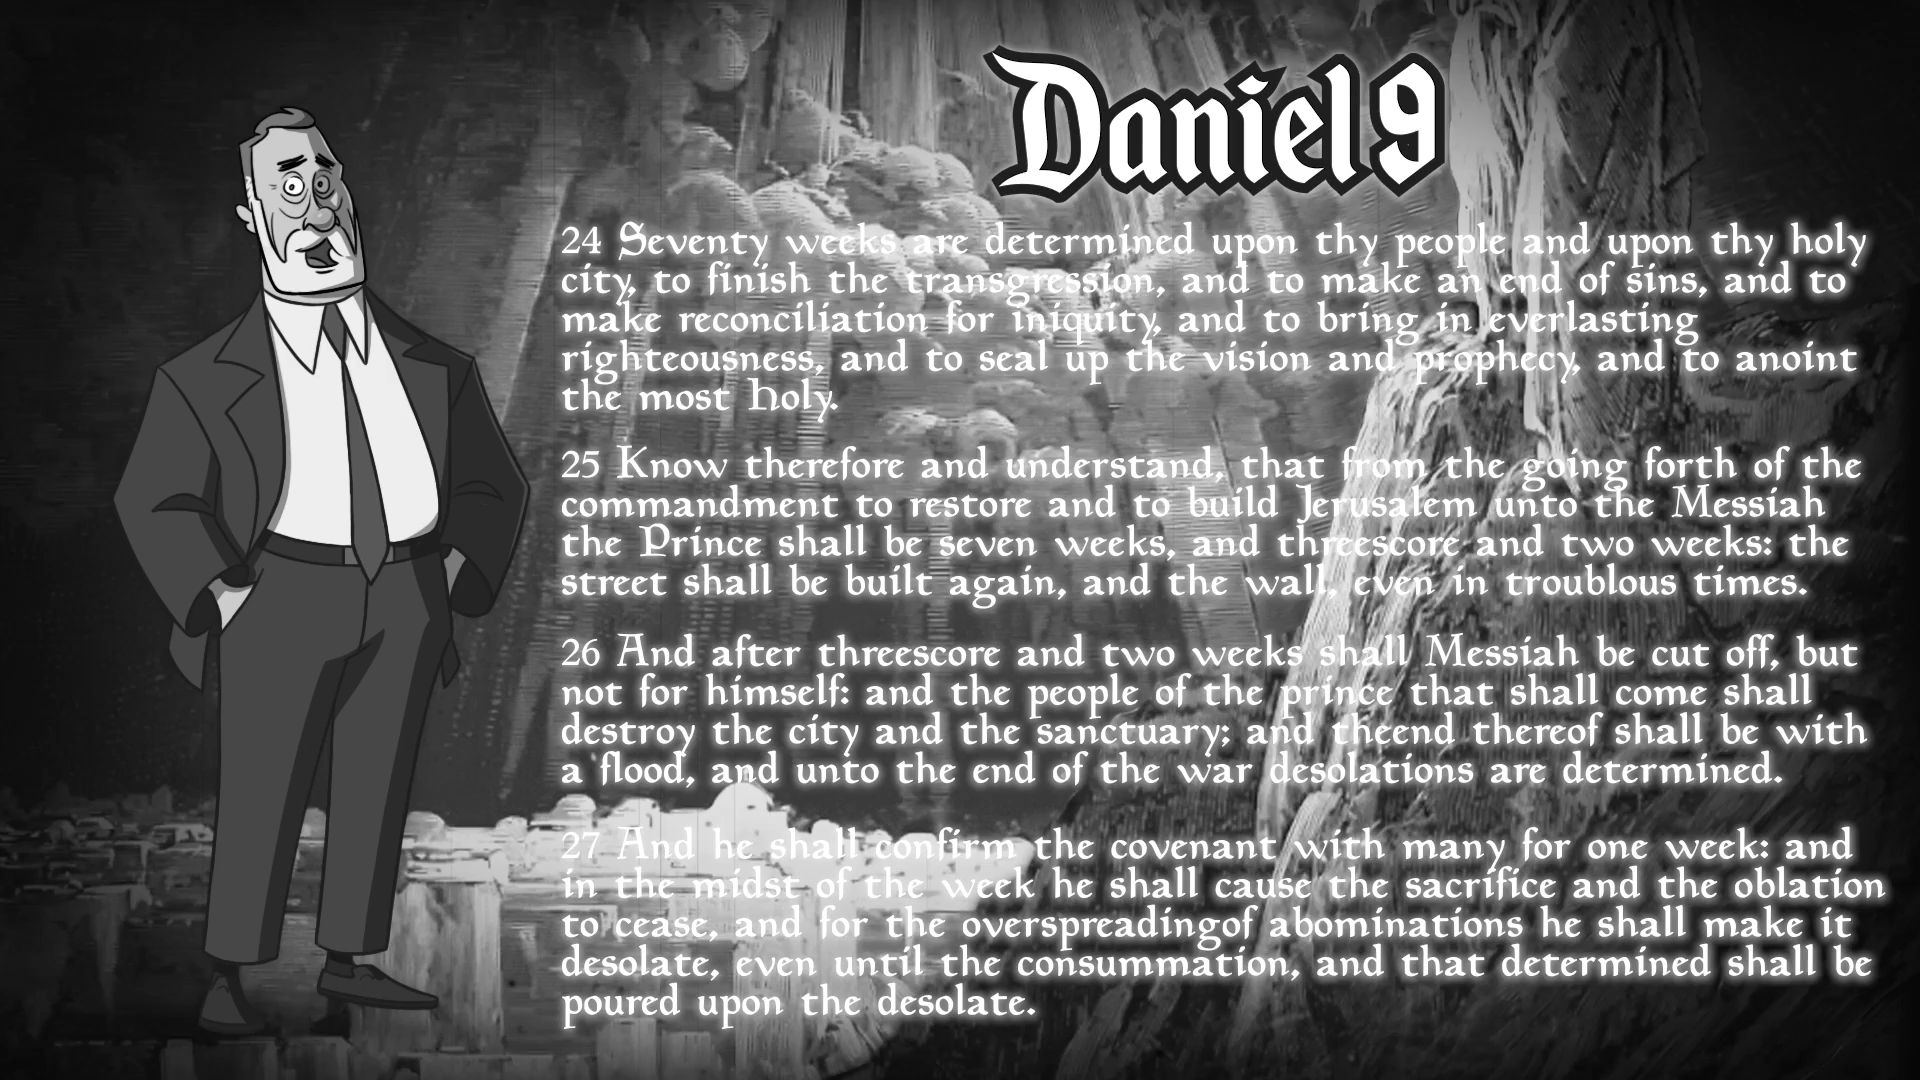 Daniel 9
24 Seventy weeks are determined upon thy people and upon thy holy
city, to finish the transgression, and to make an end of sins, and to
make reconciliation for iniquity, and to bring in everlasting
righteousness, and to seal up the vision and prophecy, and to anoint
the most Holy.
25 Know therefore and understand, that from the going forth of the
commandment to restore and to build Jerusalem unto the Messiah
the Prince shall be seven weeks, and threescore and two weeks: the
street shall be built again, and the wall, even in troublous times.
26 And after threescore and two weeks shall Messiah be cut off, but
not for himself: and the people of the prince that shall come shall
destroy the city and the sanctuary; and theend thereof shall be with
a flood, and unto the end of the war desolations are determined.
27 And he shall confirm the covenant with many for one week: and
in the midst of the week he shall cause the sacrifice and the oblation
to cease, and for the overspreadingof abominations he shall make it
desolate, even until the consummation, and that determined shall be
poured upon the desolate.